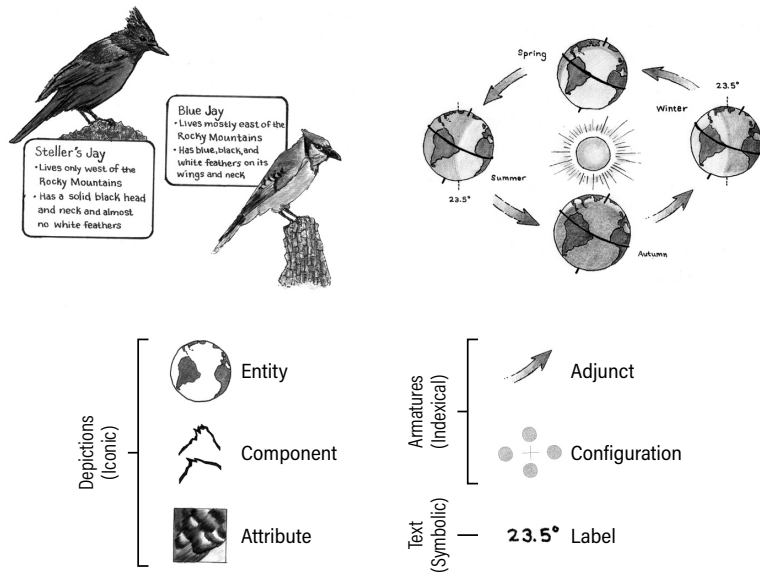 Steller's Jay
• Lives only west of the
Rocky Mountains
• Has a solid black head
and neck and almost
no white feathers
Blue Jay
• Lives mostly east of the
Rocky Mountains
• Has blue, black, and
white feathers on its
wings and neck
Spring
23.5°
Winter
Summer
23.5°
Autumn
Depictions
(Iconic)
Entity
Component
Attribute
Armatures
(Indexical)
Adjunct
Configuration
Text
(Symbolic)
23.5° Label